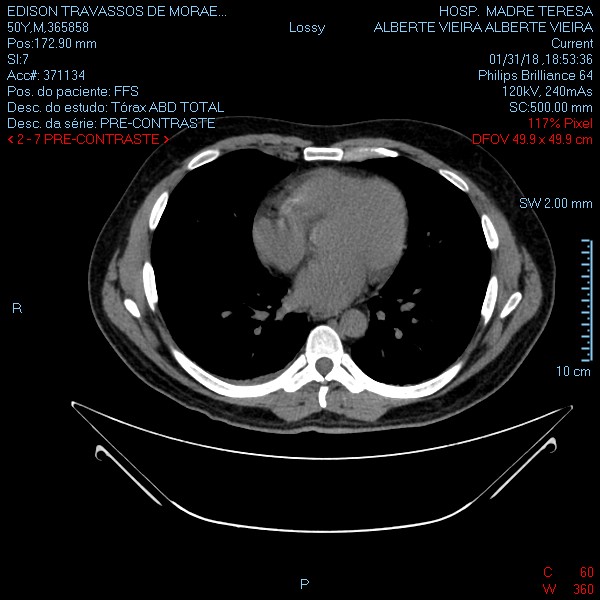 EDISON TRAVASSOS DE MORAE...
50Y,M,365858
Pos:172.90 mm
Sl:7
Acc#: 371134
Pos. do paciente: FFS
Desc. do estudo: Tórax ABD TOTAL
Desc. da série: PRE-CONTRASTE
< 2 - 7 PRE-CONTRASTE >
Lossy
HOSP. MADRE TERESA
ALBERTE VIEIRA ALBERTE VIEIRA
Current
01/31/18 ,18:53:36
Philips Brilliance 64
120kV, 240mAs
SC:500.00 mm
117% Pixel
DFOV 49.9 x 49.9 cm
SW 2.00 mm
R
10 cm
P
C 60
W 360